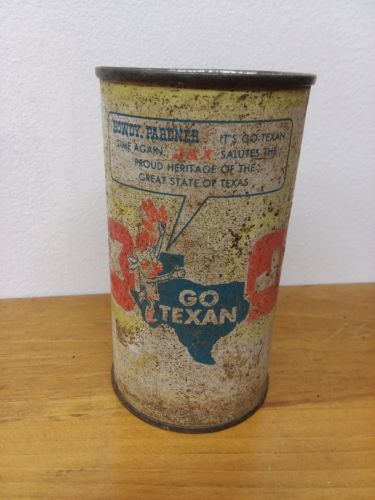 HOWDY, PARDNER IT'S GO TEXAN
TIME AGAIN. JAX SALUTES THE
PROUD HERITAGE OF THE
GREAT STATE OF TEXAS
GO
TEXAN
X J